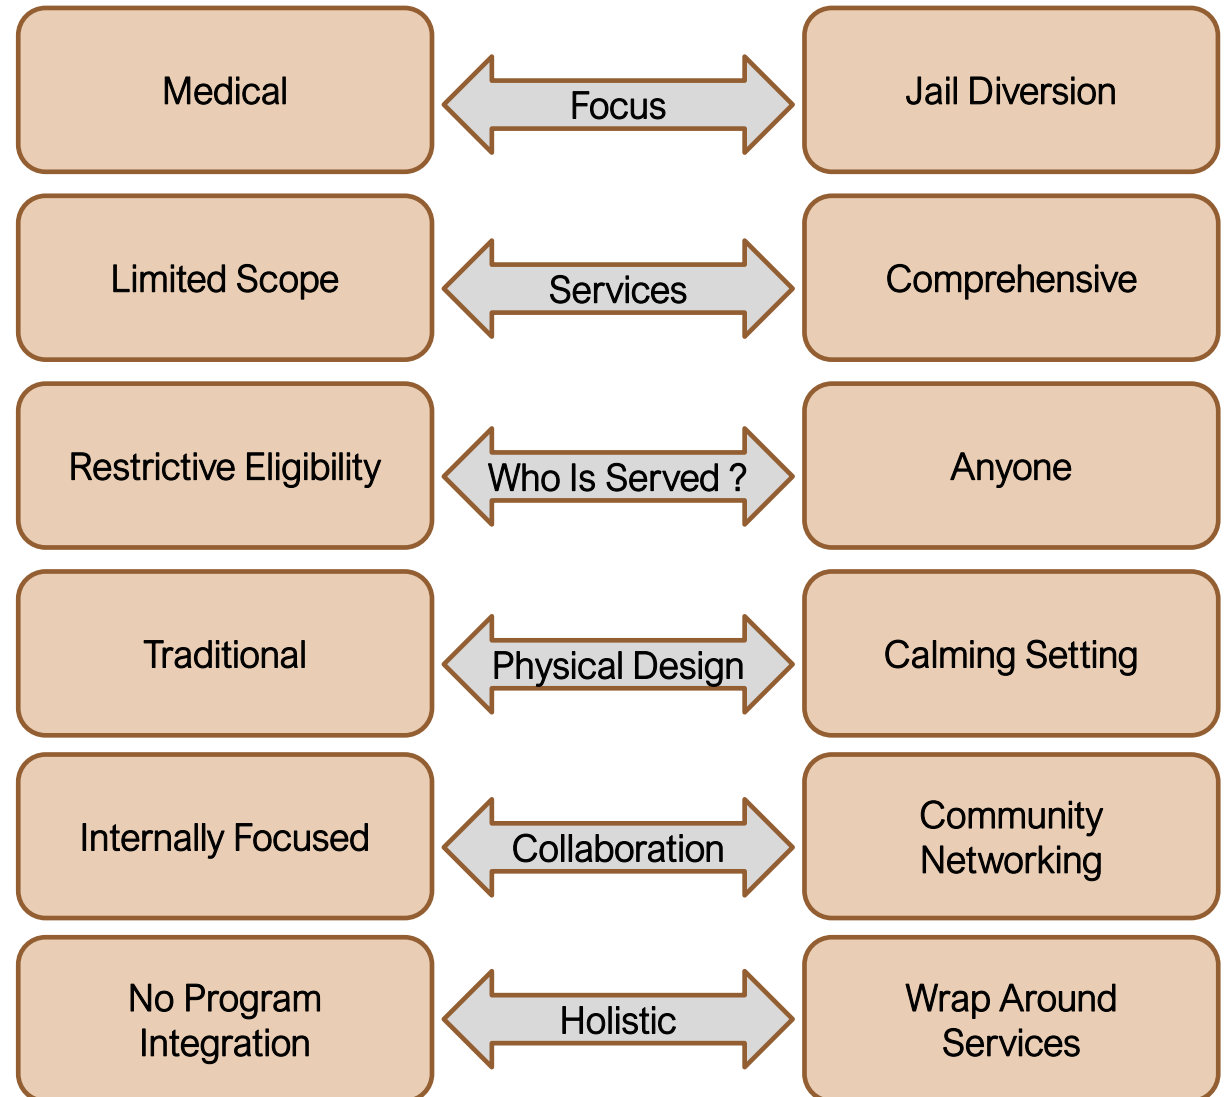 Medical
Focus
Jail Diversion
Limited Scope
Services
Comprehensive
Restrictive Eligibility
Who Is Served ?
Anyone
Traditional
Physical Design
Calming Setting
Internally Focused
Collaboration
Community
Networking
No Program
Integration
Holistic
Wrap Around
Services